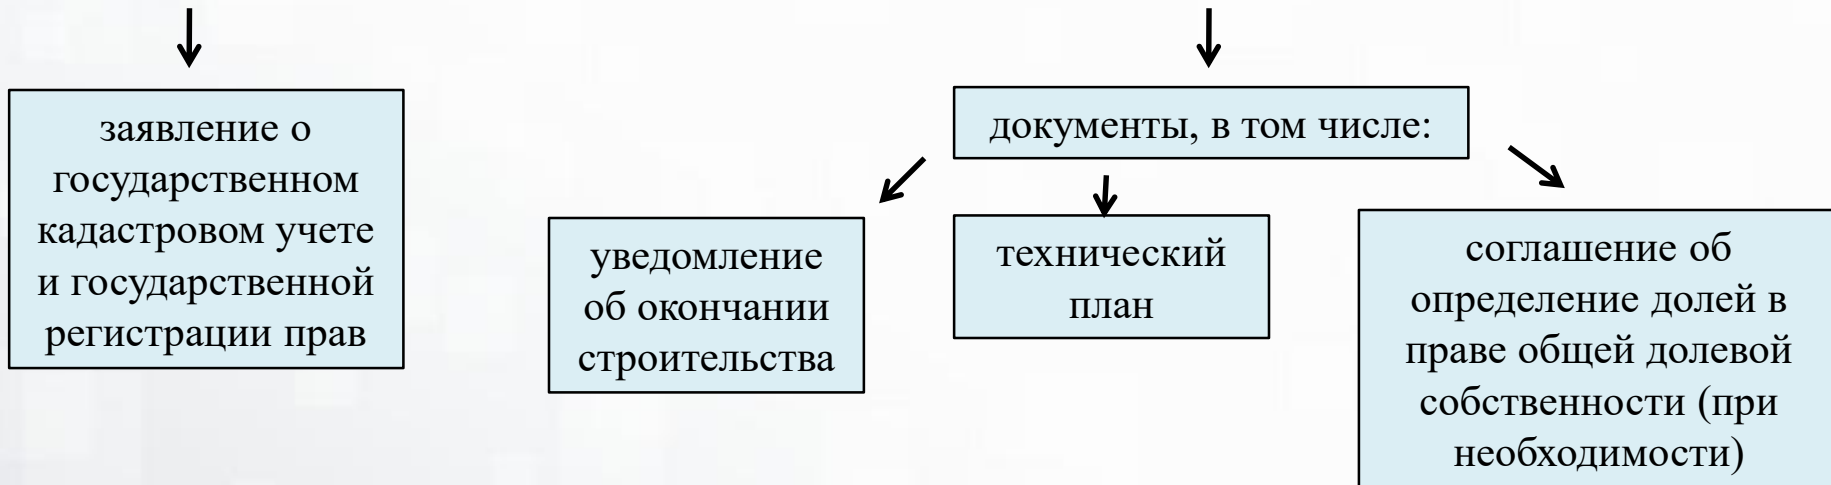 заявление о
государственном
кадастровом учете
и государственной
регистрации прав
документы, в том числе:
уведомление
об окончании
строительства
технический
план
соглашение об
определение долей в
праве общей долевой
собственности (при
необходимости)